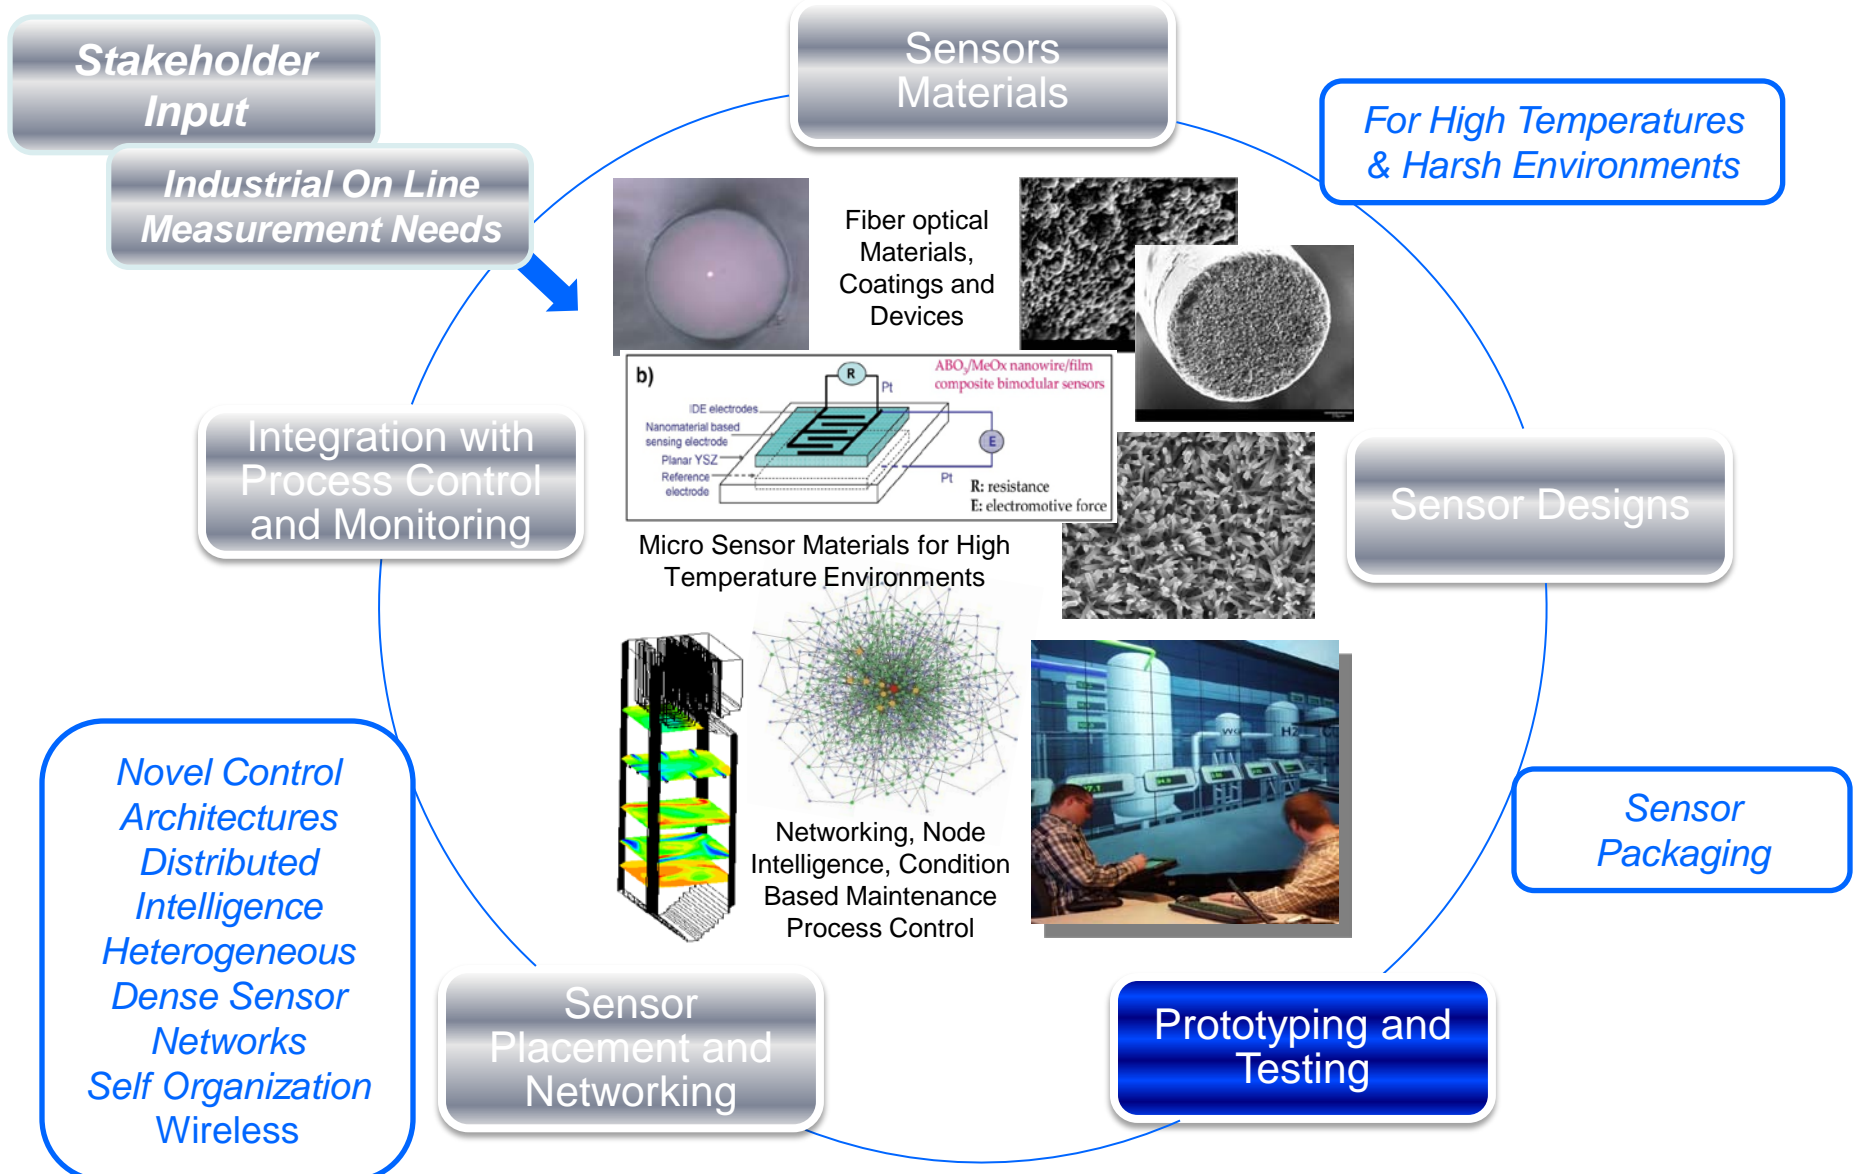 Stakeholder
Input
Industrial On Line
Measurement Needs
Sensors
Materials
For High Temperatures
& Harsh Environments
Fiber optical
Materials,
Coatings and
Devices
b)
R
Pt
ABO3/MeOx nanowire/film
composite bimodular sensors
IDE electrodes
Nanomaterial based
sensing electrode
Planar YSZ
Reference
electrode
E
Pt
R: resistance
E: electromotive force
Micro Sensor Materials for High
Temperature Environments
Integration with
Process Control
and Monitoring
Sensor Designs
Networking, Node
Intelligence, Condition
Based Maintenance
Process Control
Novel Control
Architectures
Distributed
Intelligence
Heterogeneous
Dense Sensor
Networks
Self Organization
Wireless
Sensor
Packaging
Sensor
Placement and
Networking
Prototyping and
Testing